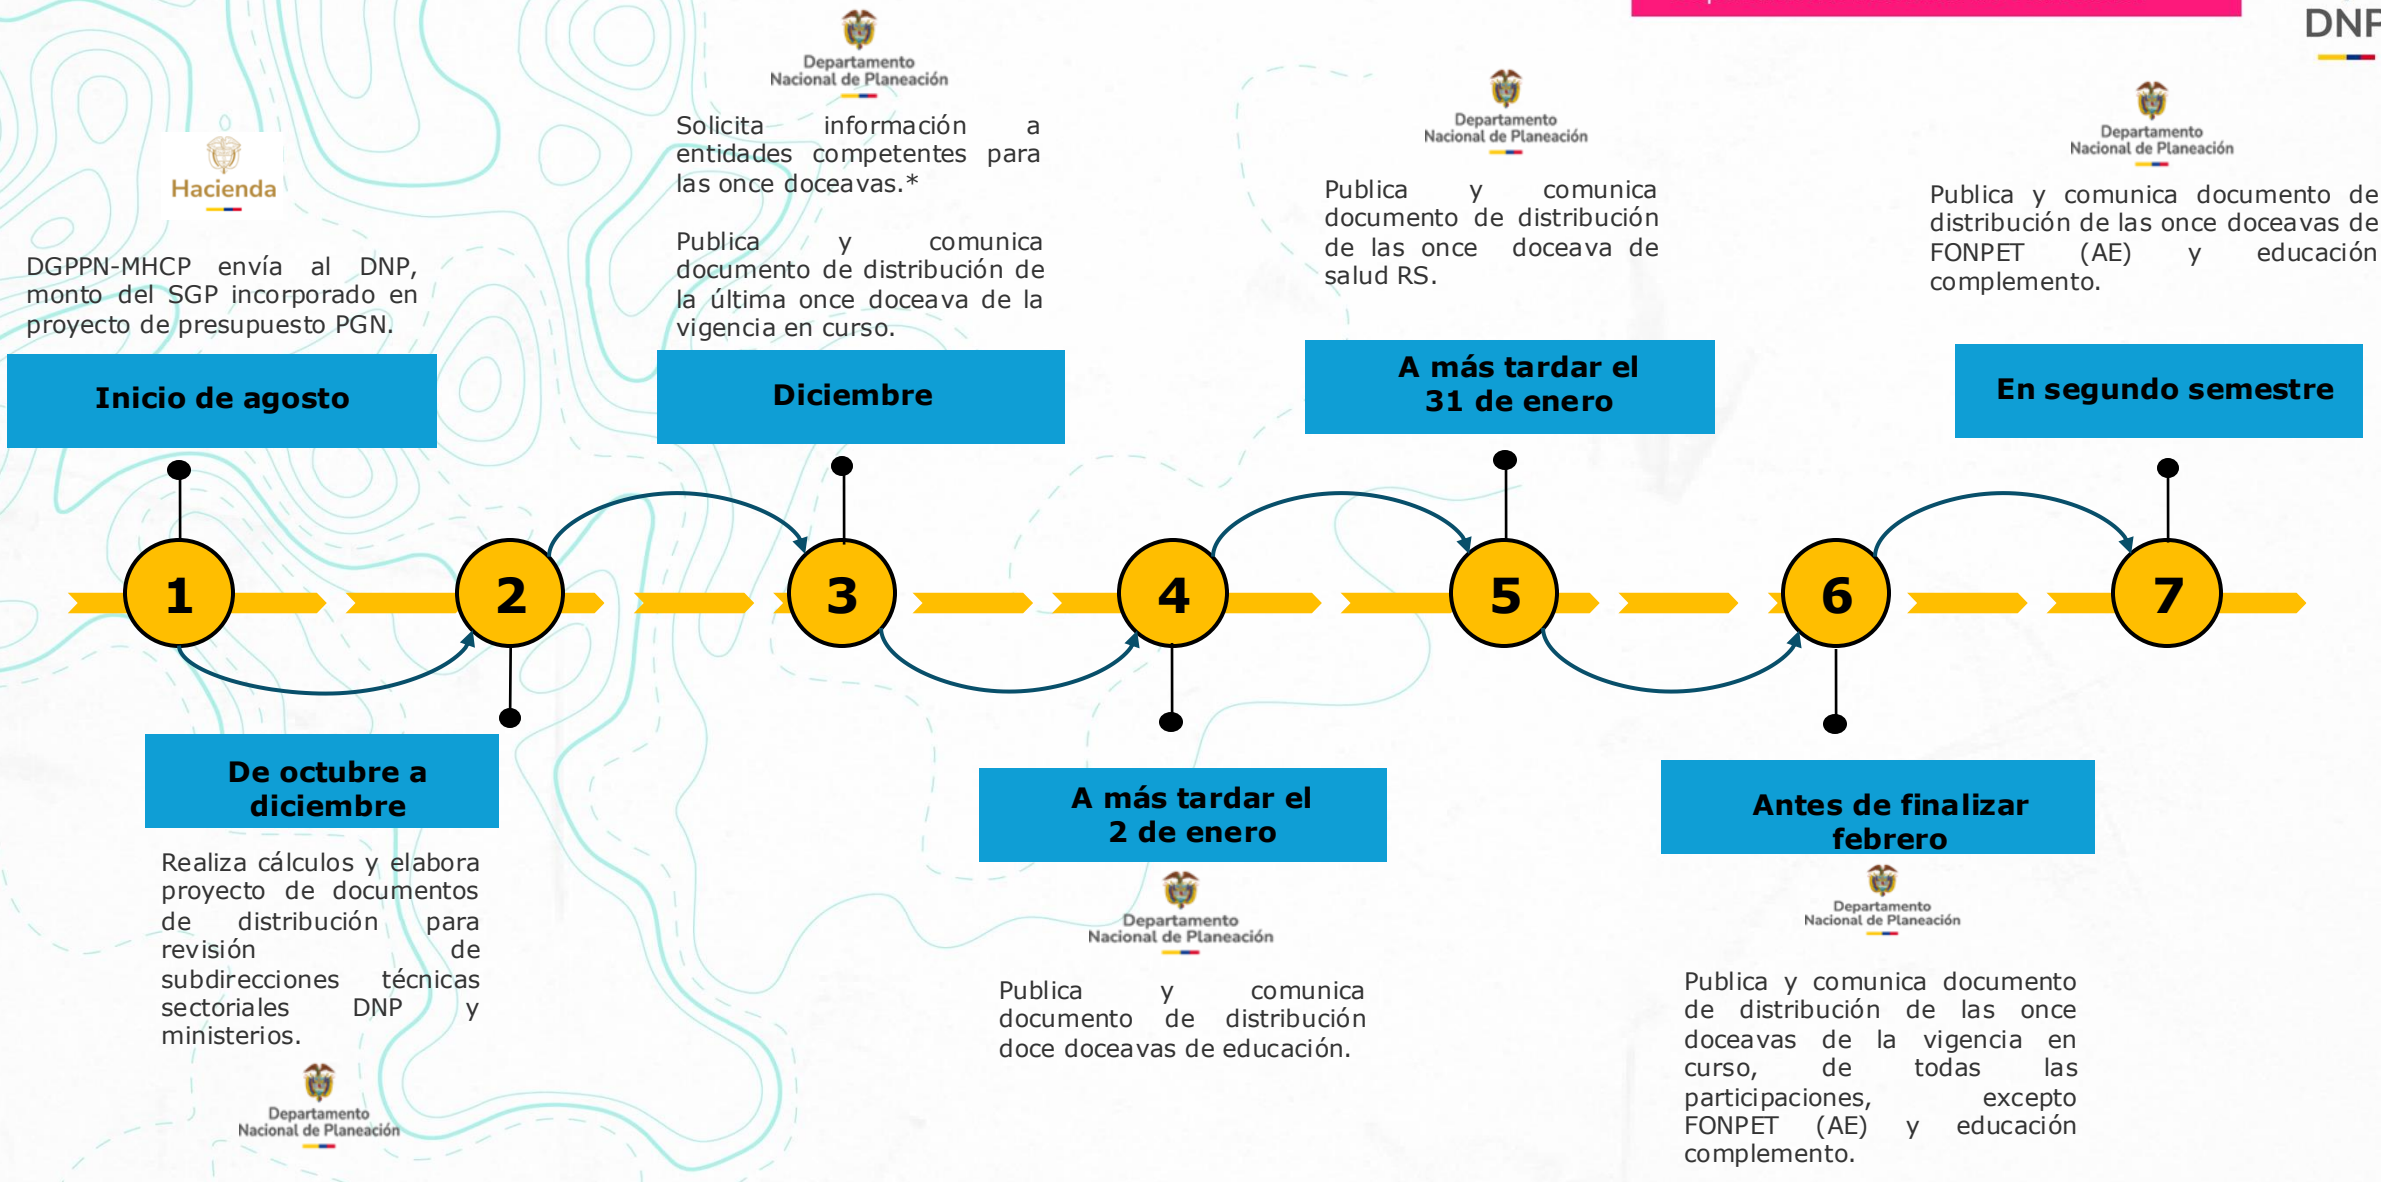 DNP
Hacienda
DGPPN-MHCP envía al DNP,
monto del SGP incorporado en
proyecto de presupuesto PGN.
Inicio de agosto
1
2
De octubre a
diciembre
Realiza cálculos y elabora
proyecto de documentos
de distribución para
revisión de
subdirecciones técnicas
sectoriales DNP y
ministerios.
Departamento
Nacional de Planeación
Departamento
Nacional de Planeación
Solicita información a
entidades competentes para
las once doceavas.*
Publica y comunica
documento de distribución de
la última once doceava de la
vigencia en curso.
Diciembre
3
4
A más tardar el
2 de enero
Departamento
Nacional de Planeación
Publica y comunica
documento de distribución
doce doceavas de educación.
Departamento
Nacional de Planeación
Publica y comunica
documento de distribución
de las once doceava de
salud RS.
A más tardar el
31 de enero
5
6
Antes de finalizar
febrero
Departamento
Nacional de Planeación
Publica y comunica documento
de distribución de las once
doceavas de la vigencia en
curso, de todas las
participaciones, excepto
FONPET (AE) y educación
complemento.
Departamento
Nacional de Planeación
Publica y comunica documento de
distribución de las once doceavas de
FONPET (AE) y educación
complemento.
En segundo semestre
7